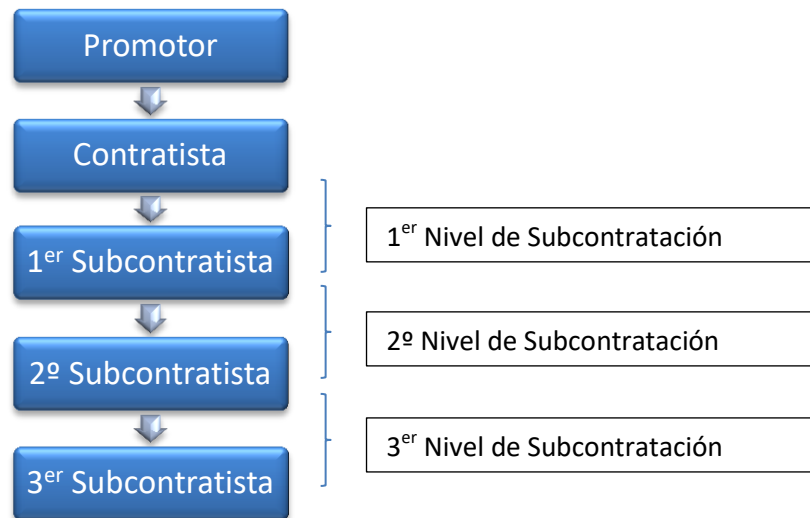 Promotor
Contratista
1er Nivel de Subcontratación
1er Subcontratista
2º Nivel de Subcontratación
2º Subcontratista
3er Nivel de Subcontratación
3er Subcontratista